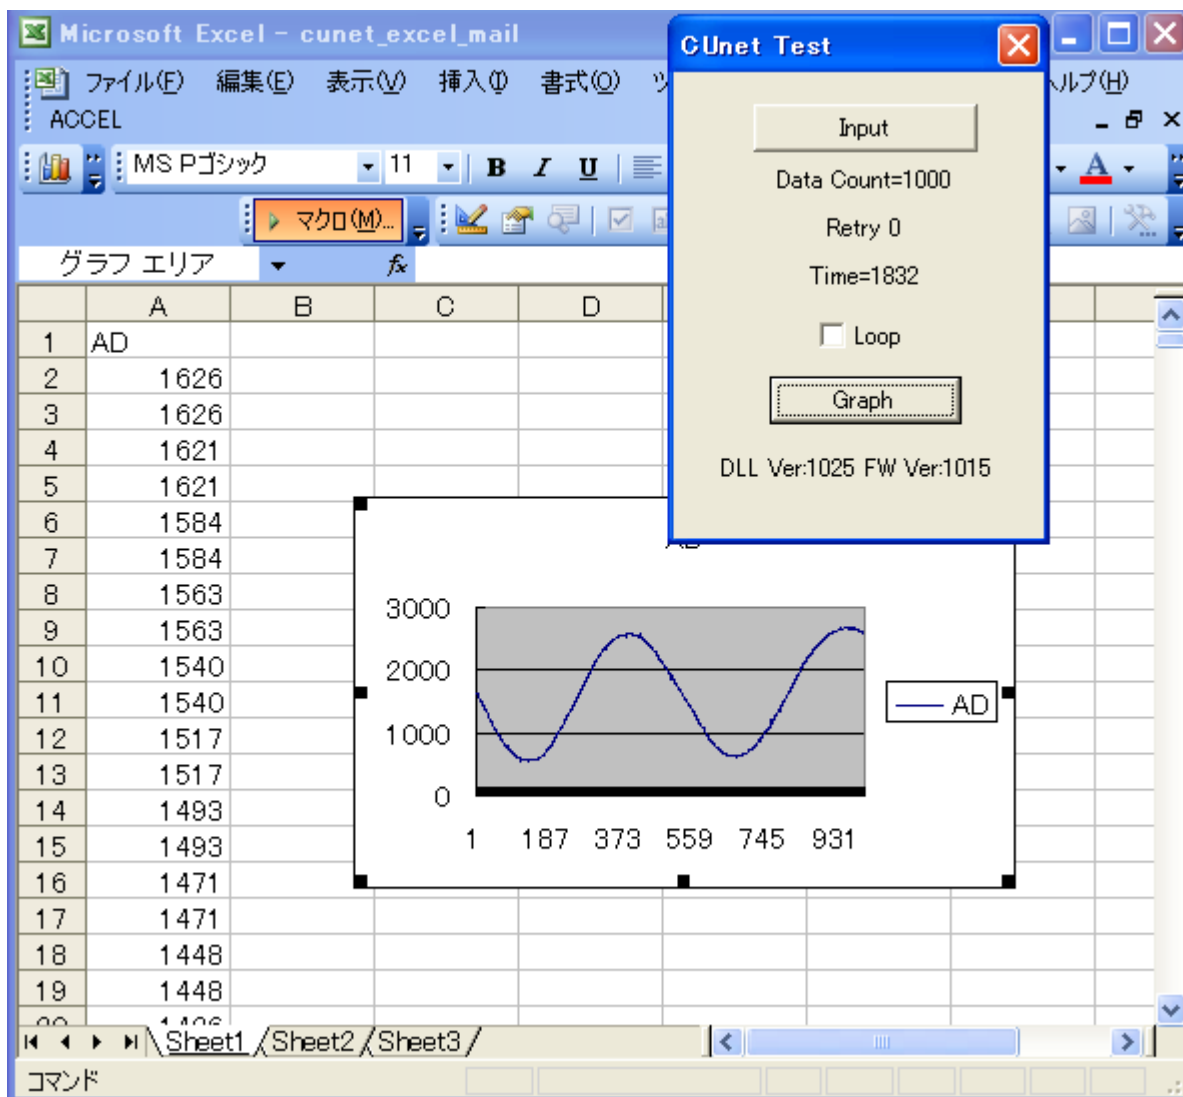 Microsoft Excel - cunet_excel_mail
ファイル(F) 編集(E) 表示(V) 挿入(I) 書式(O) ツ ヘルプ(H)
ACCEL
MS Pゴシック 11 B I U A
マクロ(M)...
グラフ エリア fx
A B C D
1 AD
2 1626
3 1626
4 1621
5 1621
6 1584
7 1584
8 1563
9 1563
10 1540
11 1540
12 1517
13 1517
14 1493
15 1493
16 1471
17 1471
18 1448
19 1448
Sheet1 Sheet2 Sheet3
コマンド
CUnet Test
Input
Data Count=1000
Retry 0
Time=1832
Loop
Graph
DLL Ver:1025 FW Ver:1015
3000
2000
1000
0
1 187 373 559 745 931
AD